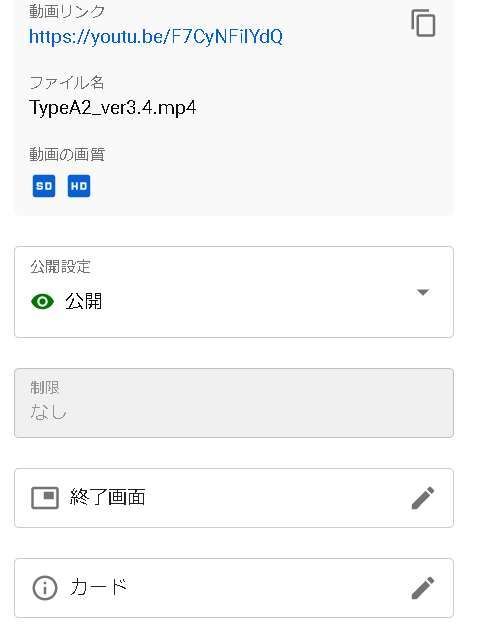 動画リンク
https://youtu.be/F7CyNFiIYdQ
ファイル名
TypeA2_ver3.4.mp4
動画の画質
SD HD
公開設定
公開
制限
なし
終了画面
カード